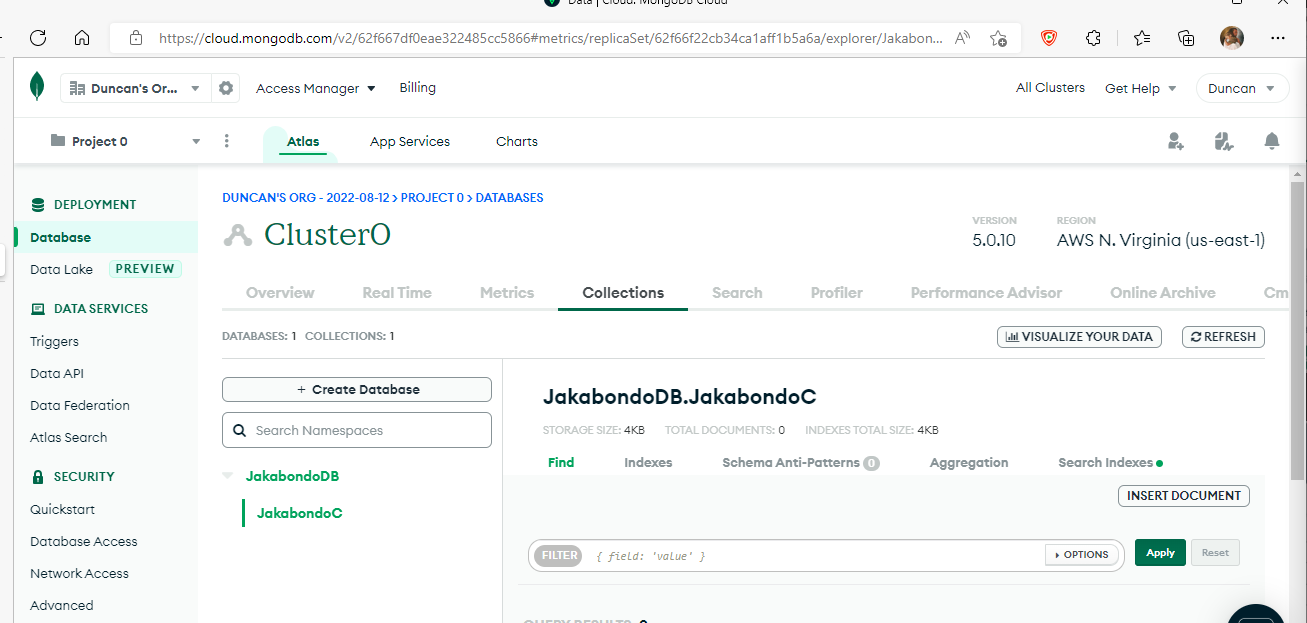 Data | Cloud: MongoDB Cloud
https://cloud.mongodb.com/v2/62f667df0eae322485cc5866#metrics/replicaSet/62f66f22cb34ca1aff1b5a6a/explorer/Jakabon...
Duncan's Or... Access Manager Billing All Clusters Get Help Duncan
Project 0 Atlas App Services Charts
DEPLOYMENT
Database
Data Lake PREVIEW
DATA SERVICES
Triggers
Data API
Data Federation
Atlas Search
SECURITY
Quickstart
Database Access
Network Access
Advanced
DUNCAN'S ORG - 2022-08-12 > PROJECT 0 > DATABASES
Cluster0
VERSION
5.0.10
REGION
AWS N. Virginia (us-east-1)
Overview Real Time Metrics Collections Search Profiler Performance Advisor Online Archive Cm
DATABASES: 1 COLLECTIONS: 1
VISUALIZE YOUR DATA REFRESH
+ Create Database
Search Namespaces
JakabondoDB
JakabondoC
JakabondoDB.JakabondoC
STORAGE SIZE: 4KB TOTAL DOCUMENTS: 0 INDEXES TOTAL SIZE: 4KB
Find Indexes Schema Anti-Patterns 0 Aggregation Search Indexes
INSERT DOCUMENT
FILTER { field: 'value' } OPTIONS Apply Reset
QUERY RESULTS: 0